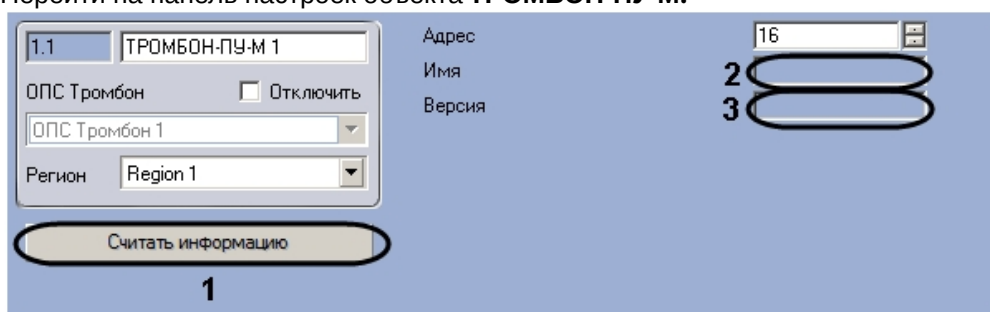 Перейти на панель настроек объекта ТРОМБОН-ПУ-М.
1.1 ТРОМБОН-ПУ-М 1
ОПС Тромбон Отключить
ОПС Тромбон 1
Регион Region 1
Считать информацию
1
Адрес 16
Имя 2
Версия 3